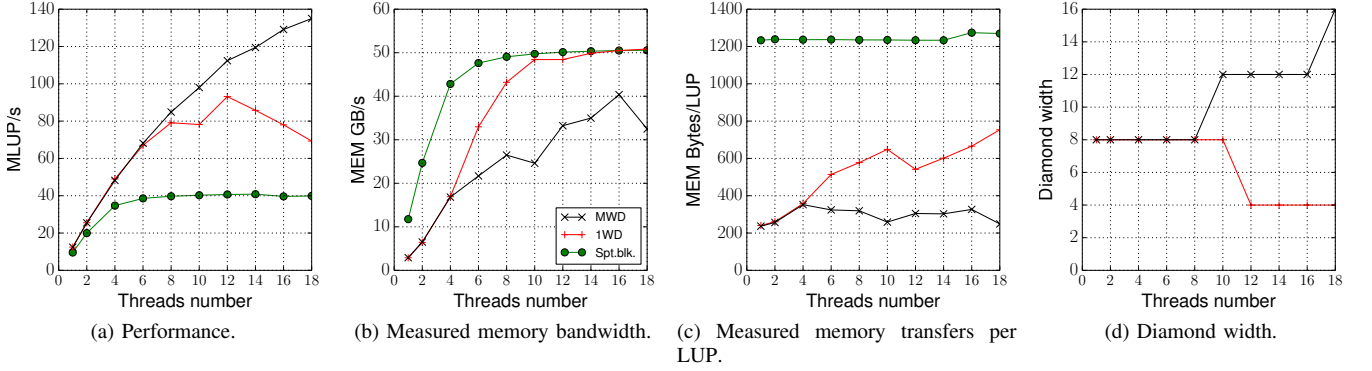 140
120
100
80
60
40
20
0
MLUP/s
0 2 4 6 8 10 12 14 16 18
Threads number
(a) Performance.
60
50
40
30
20
10
0
MEM GB/s
MWD
1WD
Spt.blk.
0 2 4 6 8 10 12 14 16 18
Threads number
(b) Measured memory bandwidth.
1400
1200
1000
800
600
400
200
0
MEM Bytes/LUP
0 2 4 6 8 10 12 14 16 18
Threads number
(c) Measured memory transfers per
LUP.
16
14
12
10
8
6
4
2
0
Diamond width
0 2 4 6 8 10 12 14 16 18
Threads number
(d) Diamond width.